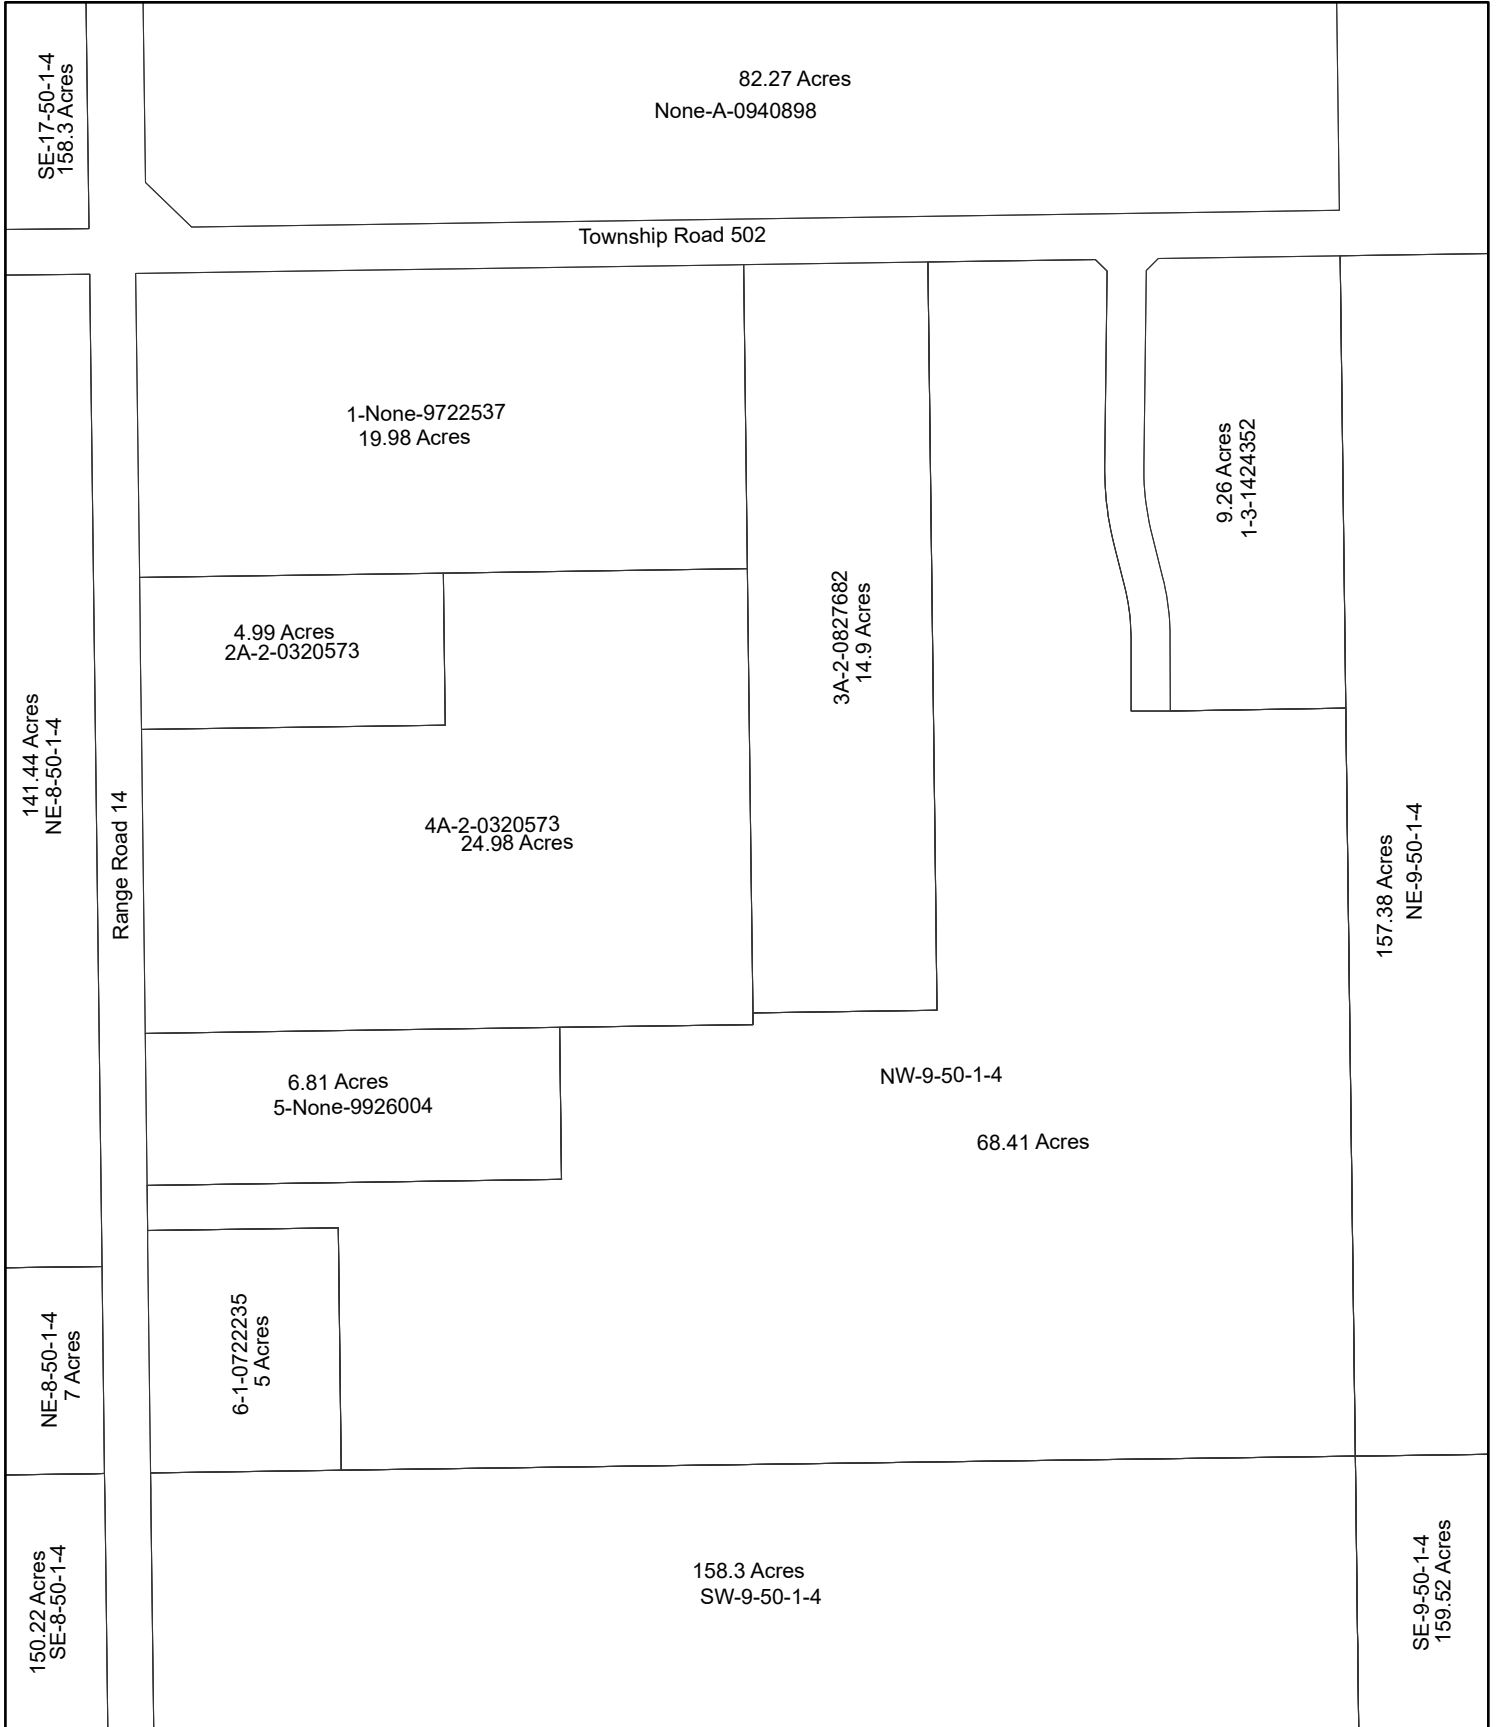 SE-17-50-1-4
158.3 Acres
82.27 Acres
None-A-0940898
Township Road 502
1-None-9722537
19.98 Acres
9.26 Acres
1-3-1424352
4.99 Acres
2A-2-0320573
3A-2-0827682
14.9 Acres
141.44 Acres
NE-8-50-1-4
Range Road 14
4A-2-0320573
24.98 Acres
157.38 Acres
NE-9-50-1-4
6.81 Acres
5-None-9926004
NW-9-50-1-4
68.41 Acres
NE-8-50-1-4
7 Acres
6-1-0722235
5 Acres
150.22 Acres
SE-8-50-1-4
158.3 Acres
SW-9-50-1-4
SE-9-50-1-4
159.52 Acres